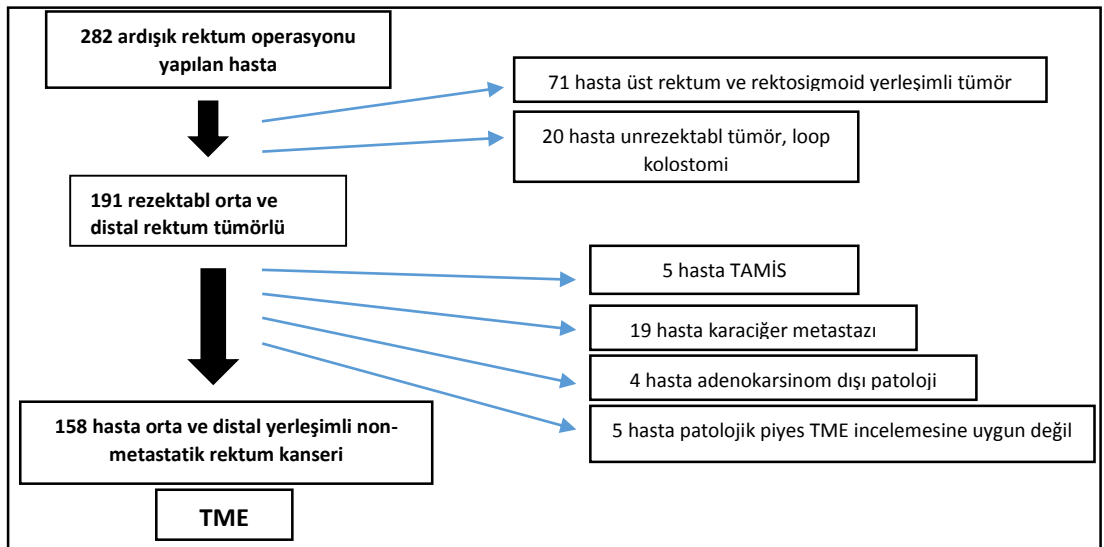 282 ardışık rektum operasyonu
yapılan hasta
71 hasta üst rektum ve rektosigmoid yerleşimli tümör
20 hasta unrezektabl tümör, loop
kolostomi
191 rezektabl orta ve
distal rektum tümörlü
5 hasta TAMİS
19 hasta karaciğer metastazı
4 hasta adenokarsinom dışı patoloji
5 hasta patolojik piyes TME incelemesine uygun değil
158 hasta orta ve distal yerleşimli non-
metastatik rektum kanseri
TME